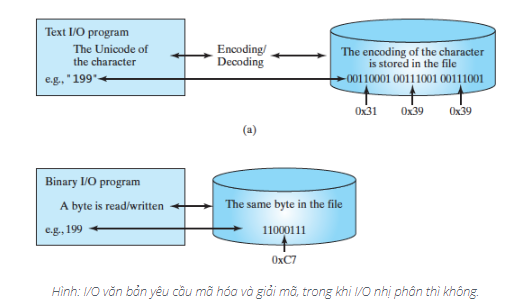 Text I/O program
The Unicode of
the character
e.g., "199"
Encoding/
Decoding
The encoding of the character
is stored in the file
00110001 00111001 00111001
0x31 0x39 0x39
(a)
Binary I/O program
A byte is read/written
e.g., 199
The same byte in the file
11000111
0xC7
Hình: I/O văn bản yêu cầu mã hóa và giải mã, trong khi I/O nhị phân thì không.